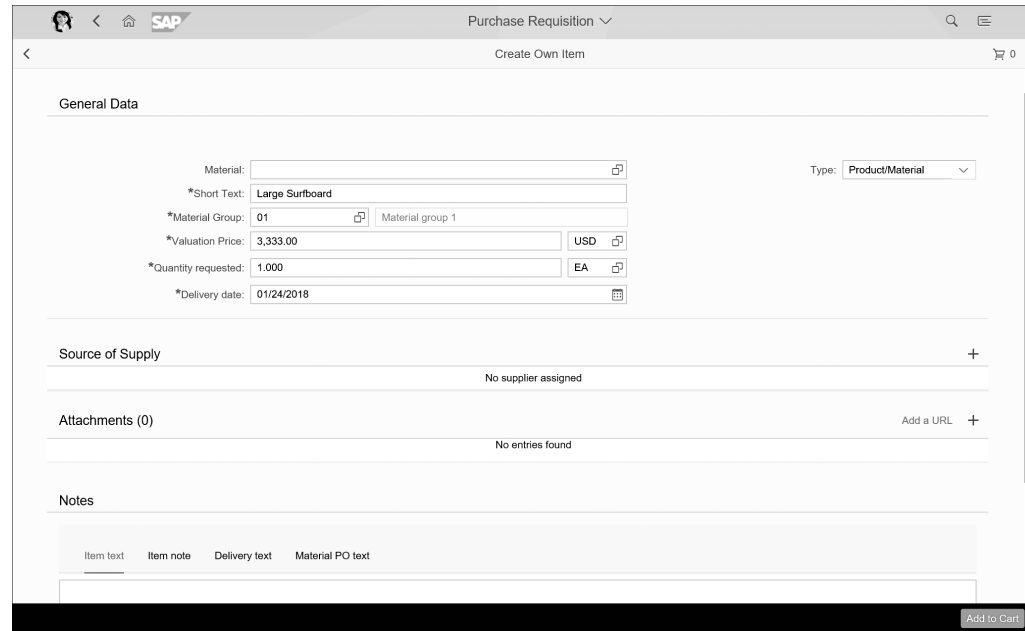 SAP Purchase Requisition
Create Own Item 0
General Data
Material: Type: Product/Material
*Short Text: Large Surfboard
*Material Group: 01 Material group 1
*Valuation Price: 3,333.00 USD
*Quantity requested: 1.000 EA
*Delivery date: 01/24/2018
Source of Supply
No supplier assigned
Attachments (0) Add a URL
No entries found
Notes
Item text Item note Delivery text Material PO text
Add to Cart